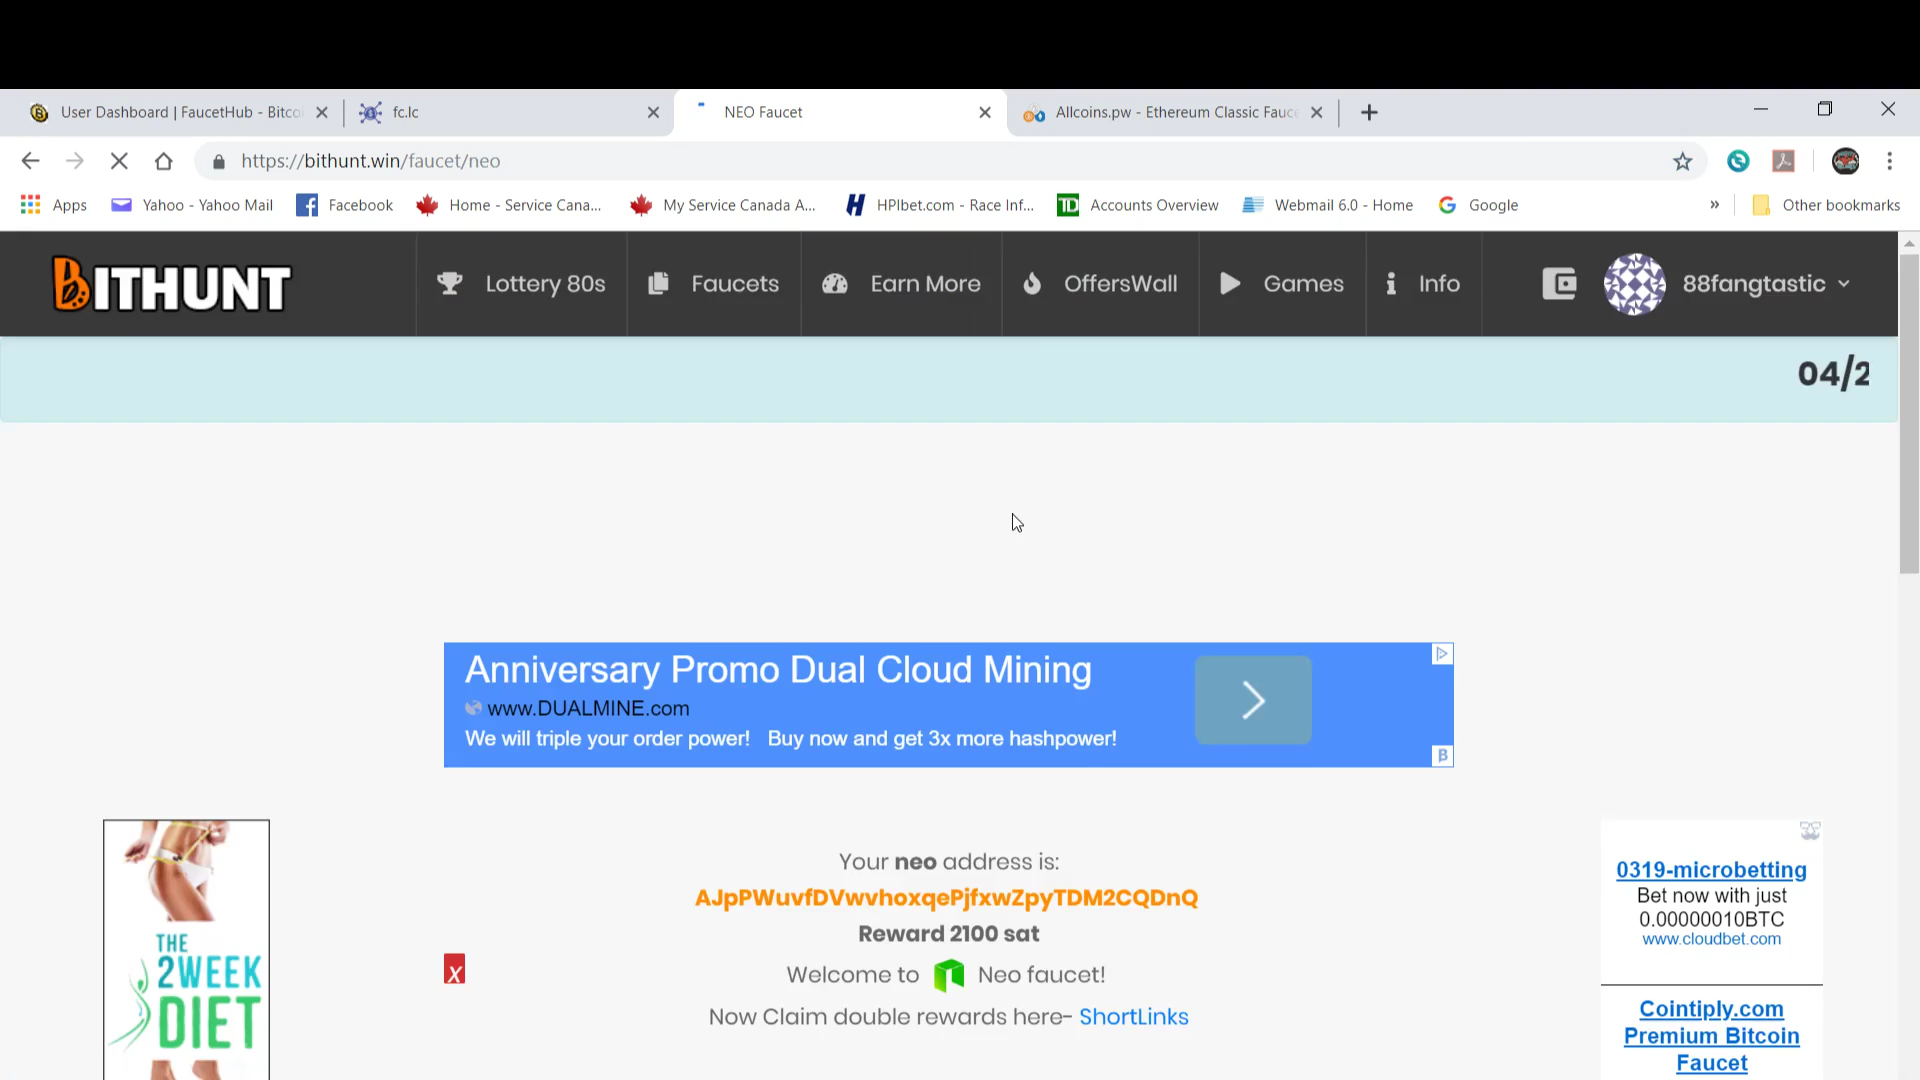 User Dashboard | FaucetHub - Bitco
fc.lc
NEO Faucet
Allcoins.pw - Ethereum Classic Fauce
https://bithunt.win/faucet/neo
Apps
Yahoo - Yahoo Mail
Facebook
Home - Service Cana...
My Service Canada A...
HPIbet.com - Race Inf...
TD
Accounts Overview
Webmail 6.0 - Home
Google
»
Other bookmarks
BITHUNT
Lottery 80s
Faucets
Earn More
OffersWall
Games
Info
88fangtastic
04/2
Anniversary Promo Dual Cloud Mining
www.DUALMINE.com
We will triple your order power! Buy now and get 3x more hashpower!
B
Your neo address is:
AJpPWuvfDVwvhoxqePjfxwZpyTDM2CQDnQ
Reward 2100 sat
X
Welcome to Neo faucet!
Now Claim double rewards here- ShortLinks
THE
2WEEK
DIET
0319-microbetting
Bet now with just
0.00000010BTC
www.cloudbet.com
Cointiply.com
Premium Bitcoin
Faucet